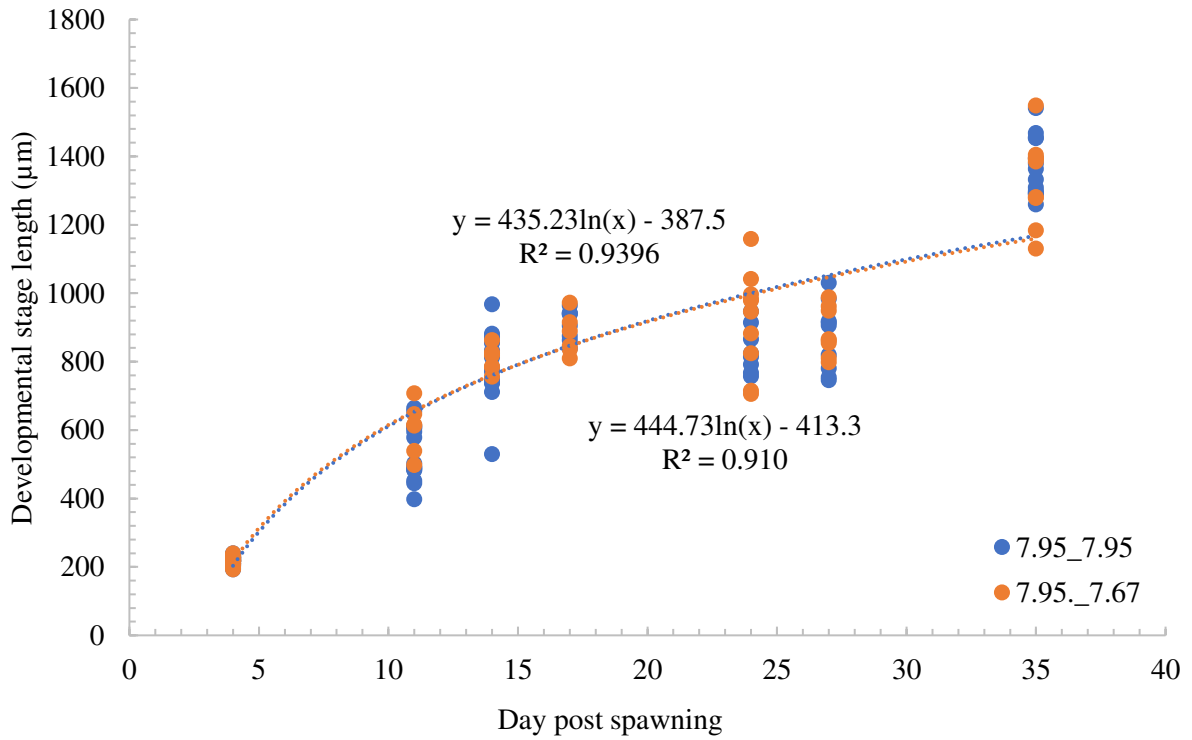 1800
1600
1400
1200
1000
800
600
400
200
0
Developmental stage length (µm)
y = 435.23ln(x) - 387.5
R² = 0.9396
y = 444.73ln(x) - 413.3
R² = 0.910
7.95_7.95
7.95._7.67
0 5 10 15 20 25 30 35 40
Day post spawning